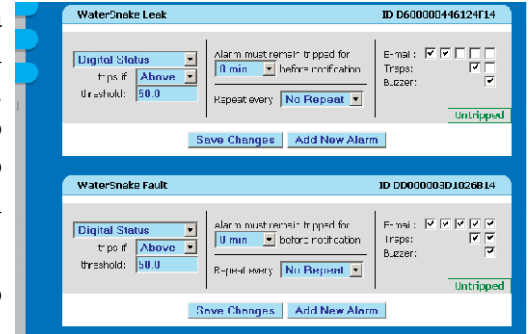 WaterSnake Leak ID D600000446124F14
Digital Status
trips if Above
threshold: 50.0
Alarm must remain tripped for
0 min before notification
Repeat every No Repeat
E-mail:
Traps:
Buzzer:
Untripped
Save Changes Add New Alarm
WaterSnake Fault ID DD000003D1026B14
Digital Status
trips if Above
threshold: 50.0
Alarm must remain tripped for
0 min before notification
Repeat every No Repeat
E-mail:
Traps:
Buzzer:
Untripped
Save Changes Add New Alarm